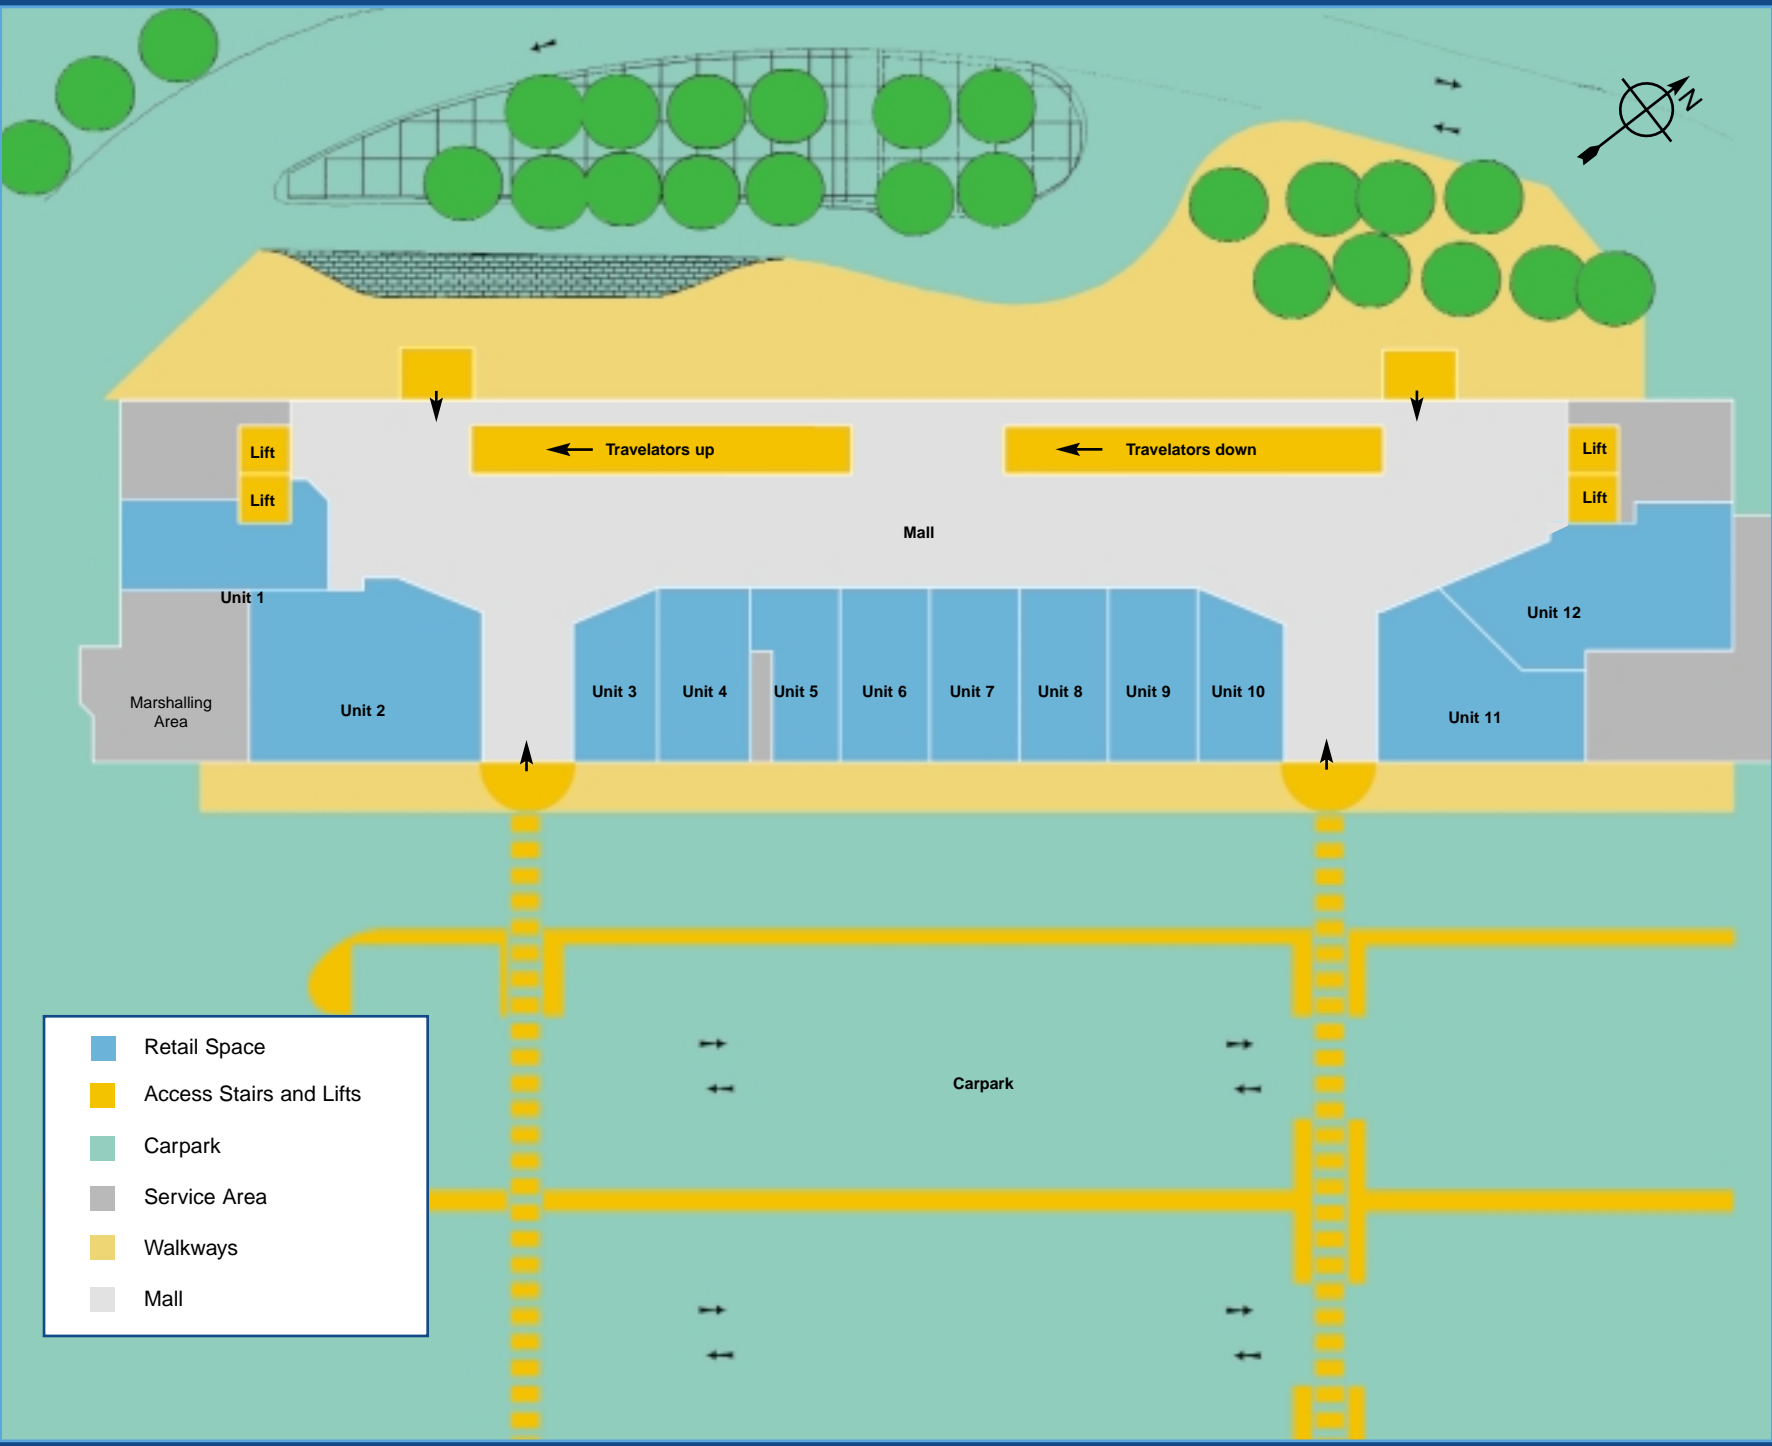 N
Lift
Travelators up
Travelators down
Lift
Lift
Lift
Mall
Unit 1
Unit 12
Marshalling
Area
Unit 2
Unit 3
Unit 4
Unit 5
Unit 6
Unit 7
Unit 8
Unit 9
Unit 10
Unit 11
Carpark
Retail Space
Access Stairs and Lifts
Carpark
Service Area
Walkways
Mall